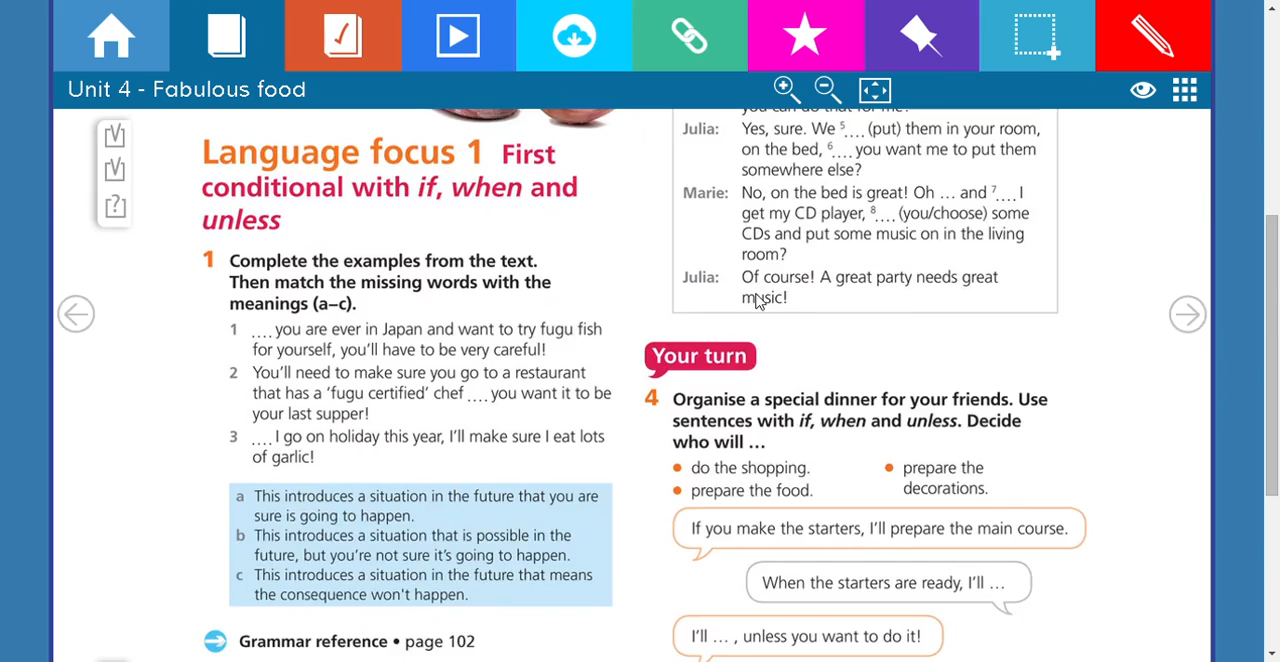 Unit 4 - Fabulous food
Language focus 1 First
conditional with if, when and
unless
1 Complete the examples from the text.
Then match the missing words with the
meanings (a–c).
1 .... you are ever in Japan and want to try fugu fish
for yourself, you'll have to be very careful!
2 You'll need to make sure you go to a restaurant
that has a 'fugu certified' chef .... you want it to be
your last supper!
3 .... I go on holiday this year, I'll make sure I eat lots
of garlic!
a This introduces a situation in the future that you are
sure is going to happen.
b This introduces a situation that is possible in the
future, but you're not sure it's going to happen.
c This introduces a situation in the future that means
the consequence won't happen.
Grammar reference • page 102
you can do that for me?
Julia: Yes, sure. We 5.... (put) them in your room,
on the bed, 6.... you want me to put them
somewhere else?
Marie: No, on the bed is great! Oh ... and 7.... I
get my CD player, 8.... (you/choose) some
CDs and put some music on in the living
room?
Julia: Of course! A great party needs great
music!
Your turn
4 Organise a special dinner for your friends. Use
sentences with if, when and unless. Decide
who will ...
• do the shopping.
• prepare the food.
• prepare the
decorations.
If you make the starters, I'll prepare the main course.
When the starters are ready, I'll ...
I'll ... , unless you want to do it!